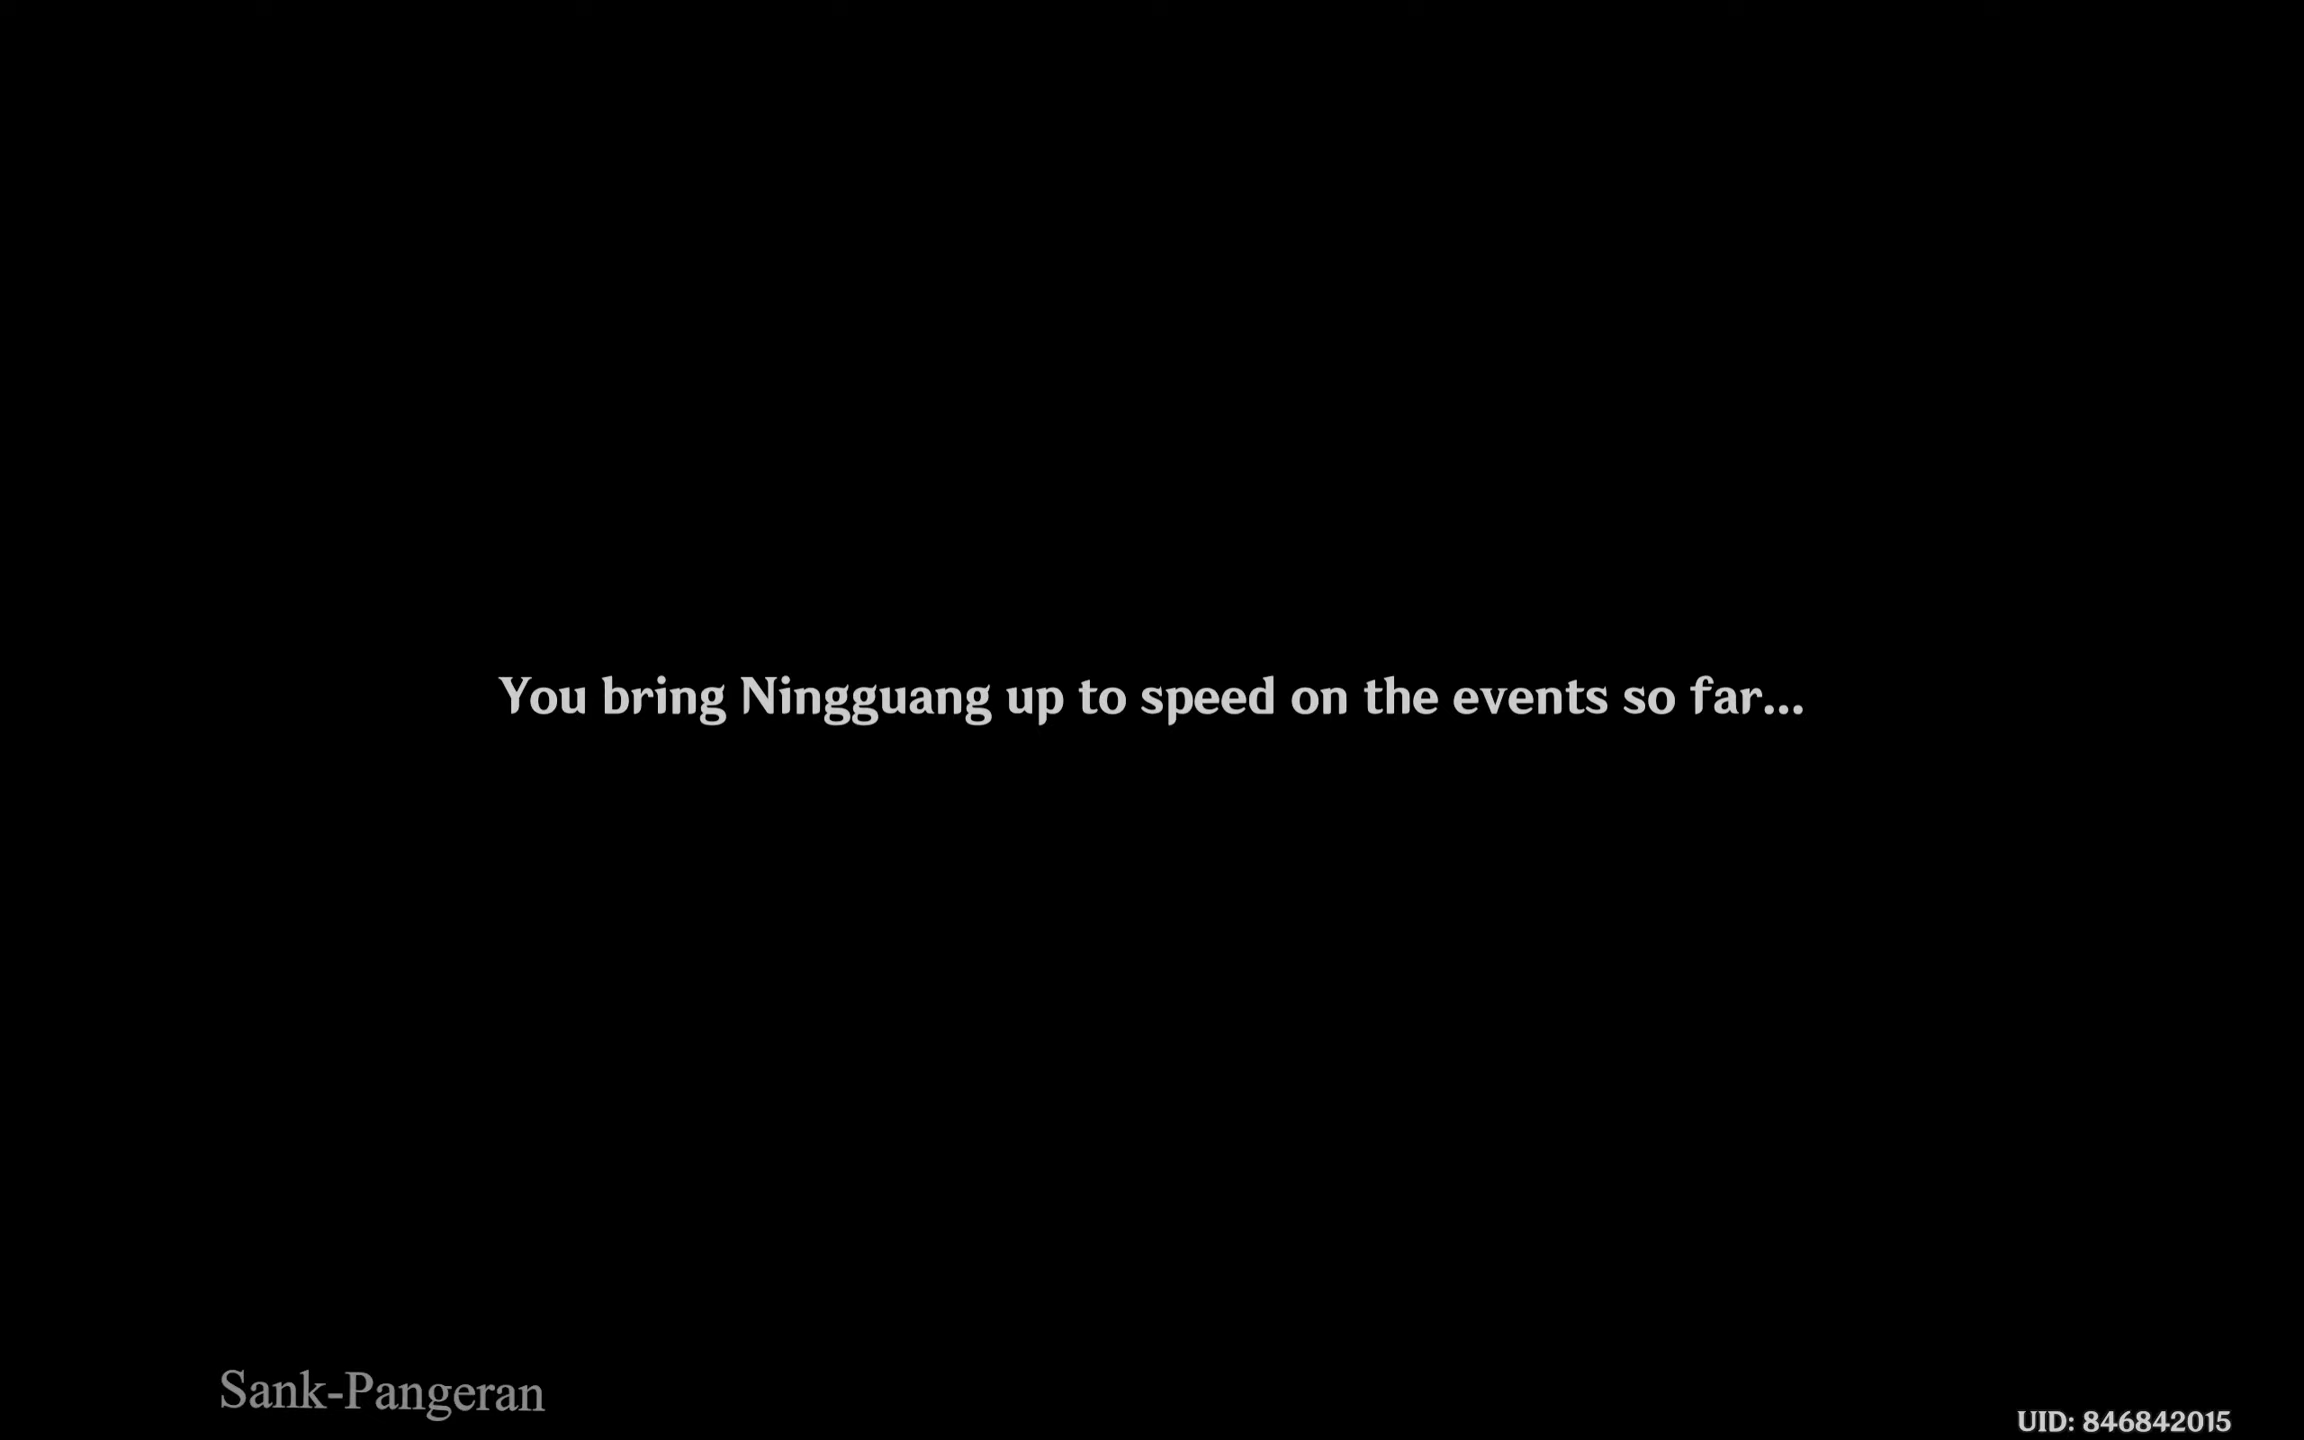 You bring Ningguang up to speed on the events so far...
Sank-Pangeran
UID: 846842015